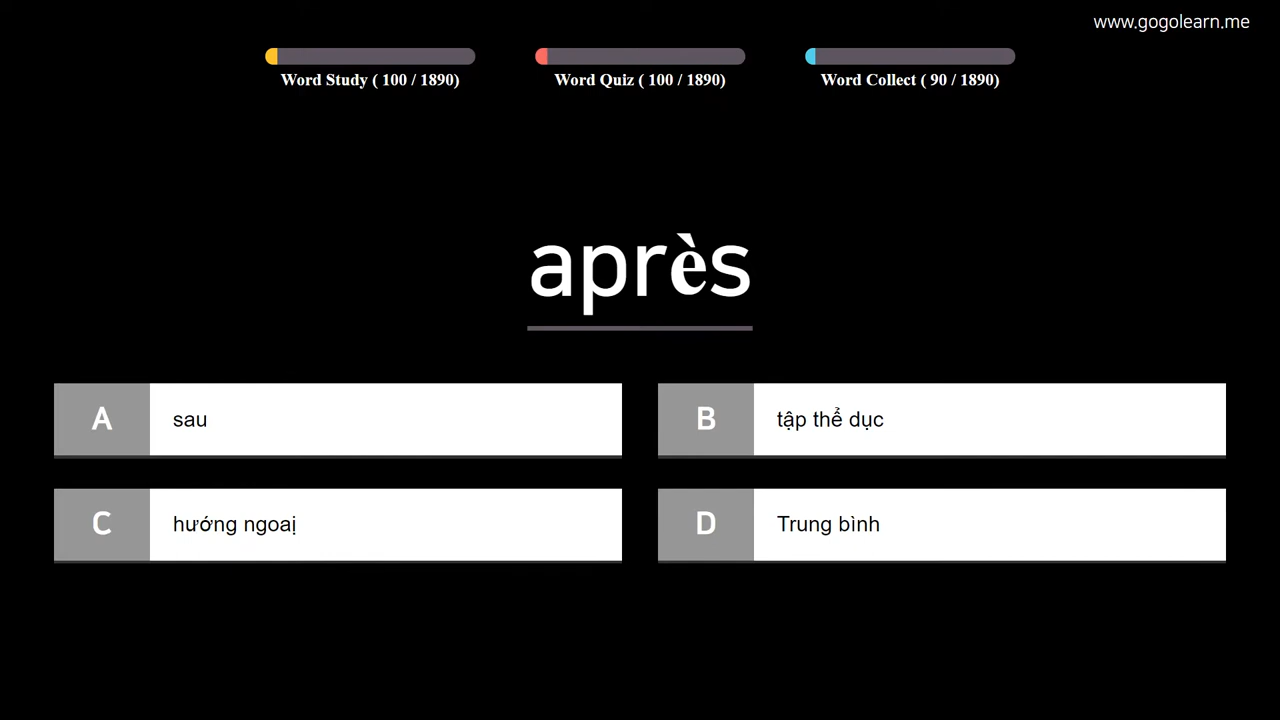 www.gogolearn.me
Word Study ( 100 / 1890)
Word Quiz ( 100 / 1890)
Word Collect ( 90 / 1890)
après
A sau
B tập thể dục
C hướng ngoaị
D Trung bình